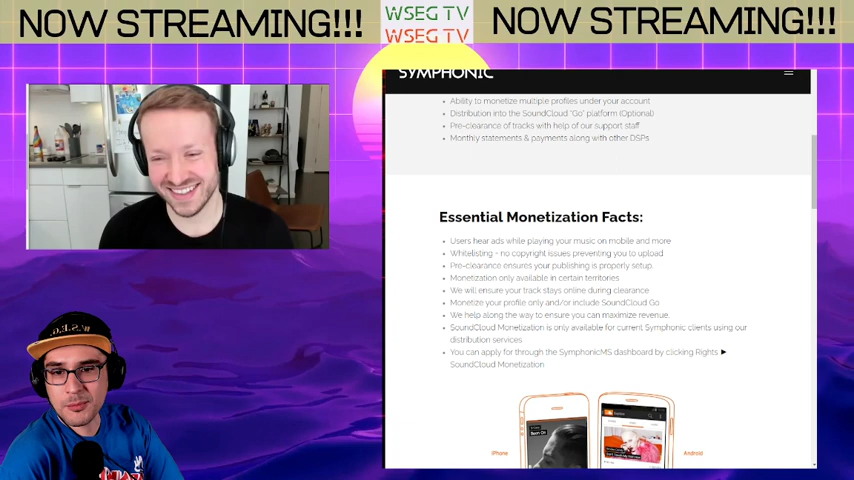 NOW STREAMING!!!
WSEG TV
WSEG TV
NOW STREAMING!!!
SYMPHONIC
Ability to monetize multiple profiles under your account
Distribution into the SoundCloud "Go" platform (Optional)
Pre-clearance of tracks with help of our support staff
Monthly statements & payments along with other DSPs
Essential Monetization Facts:
Users hear ads while playing your music on mobile and more
Whitelisting - no copyright issues preventing you to upload
Pre-clearance ensures your publishing is properly setup.
Monetization only available in certain territories
We will ensure your track stays online during clearance
Monetize your profile only and/or include SoundCloud Go
We help along the way to ensure you can maximize revenue.
SoundCloud Monetization is only available for current Symphonic clients using our
distribution services
You can apply for through the SymphonicMS dashboard by clicking Rights ►
SoundCloud Monetization
iPhone
Android
W.S.E.G.